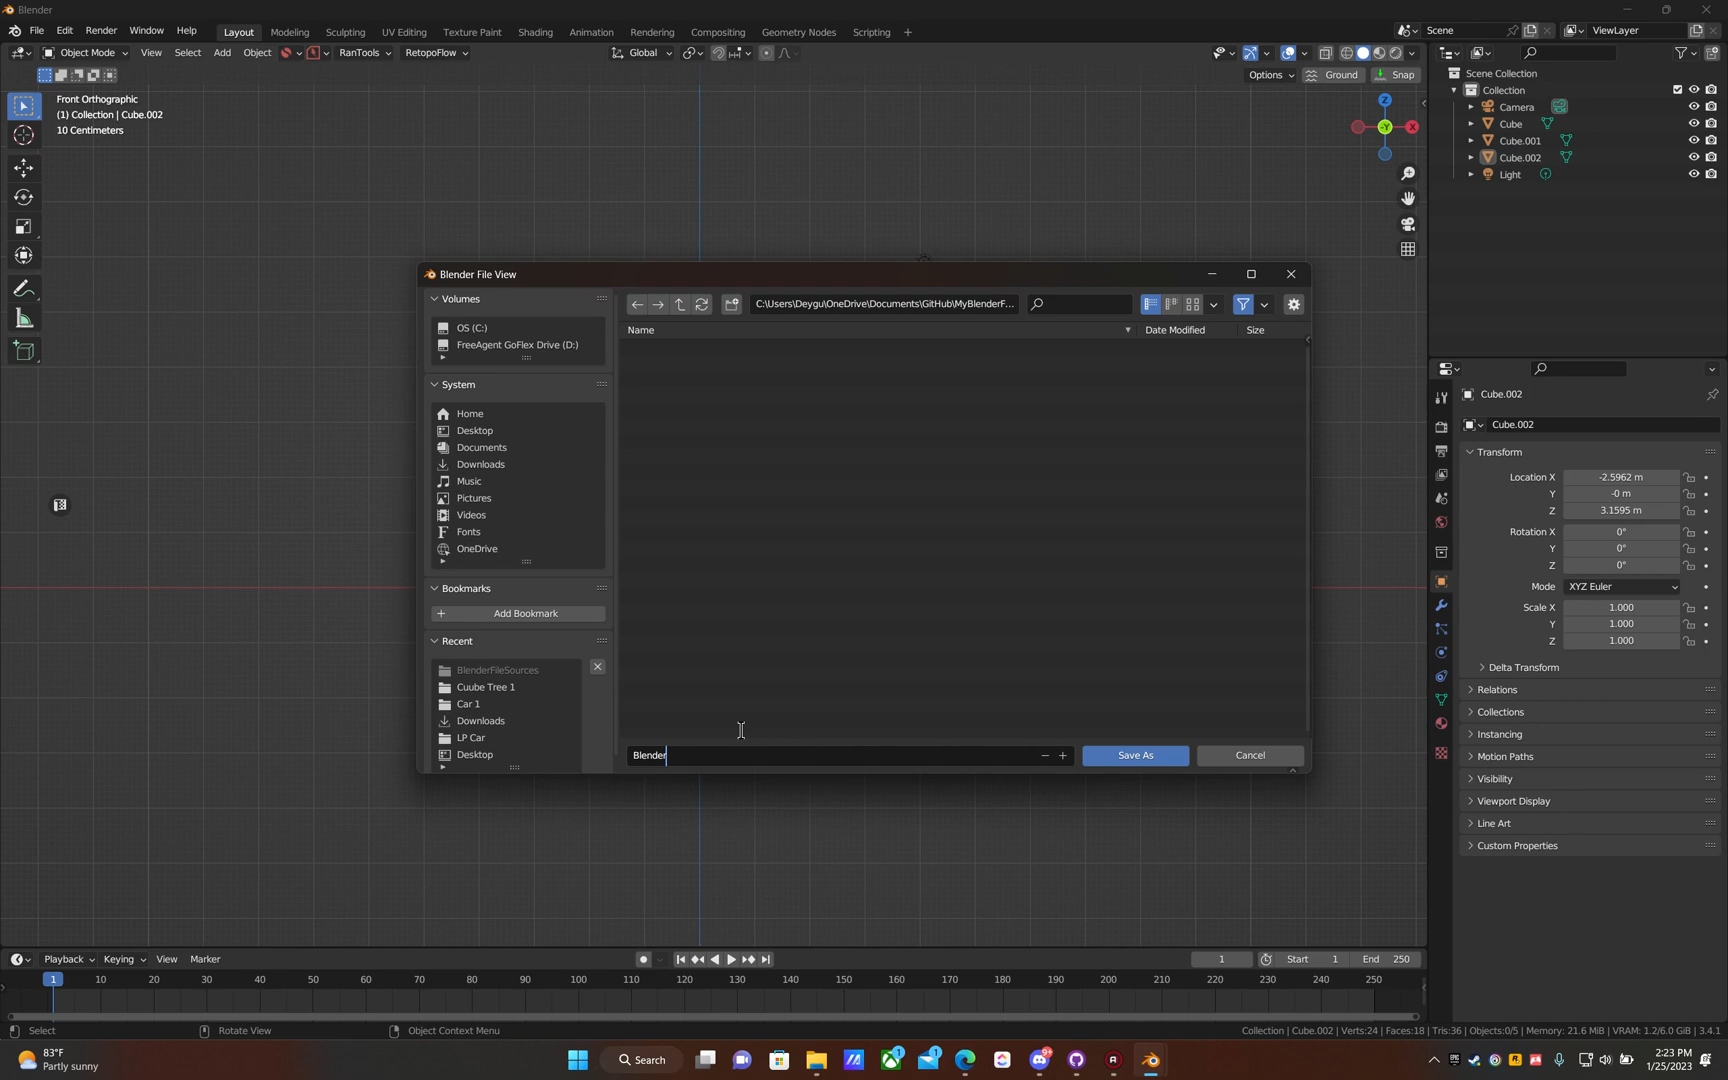 Blender
File Edit Render Window Help Layout Modeling Sculpting UV Editing Texture Paint Shading Animation Rendering Compositing Geometry Nodes Scripting + Scene ViewLayer
Object Mode View Select Add Object RanTools RetopoFlow Global
Options Ground Snap
Front Orthographic
(1) Collection | Cube.002
10 Centimeters
Z
-Y
X
Scene Collection
Collection
Camera
Cube
Cube.001
Cube.002
Light
Blender File View
Volumes
OS (C:)
FreeAgent GoFlex Drive (D:)
System
Home
Desktop
Documents
Downloads
Music
Pictures
Videos
Fonts
OneDrive
Bookmarks
Add Bookmark
Recent
BlenderFileSources
Cuube Tree 1
Car 1
Downloads
LP Car
Desktop
C:\Users\Deygu\OneDrive\Documents\GitHub\MyBlenderF...
Name Date Modified Size
Blender Save As Cancel
Cube.002
Cube.002
Transform
Location X -2.5962 m
Y -0 m
Z 3.1595 m
Rotation X 0°
Y 0°
Z 0°
Mode XYZ Euler
Scale X 1.000
Y 1.000
Z 1.000
Delta Transform
Relations
Collections
Instancing
Motion Paths
Visibility
Viewport Display
Line Art
Custom Properties
Playback Keying View Marker 1 Start 1 End 250
1 10 20 30 40 50 60 70 80 90 100 110 120 130 140 150 160 170 180 190 200 210 220 230 240 250
Select Rotate View Object Context Menu Collection | Cube.002 | Verts:24 | Faces:18 | Tris:36 | Objects:0/5 | Memory: 21.6 MiB | VRAM: 1.2/6.0 GiB | 3.4.1
83°F
Partly sunny
Search
1
1
9+
2:23 PM
1/25/2023